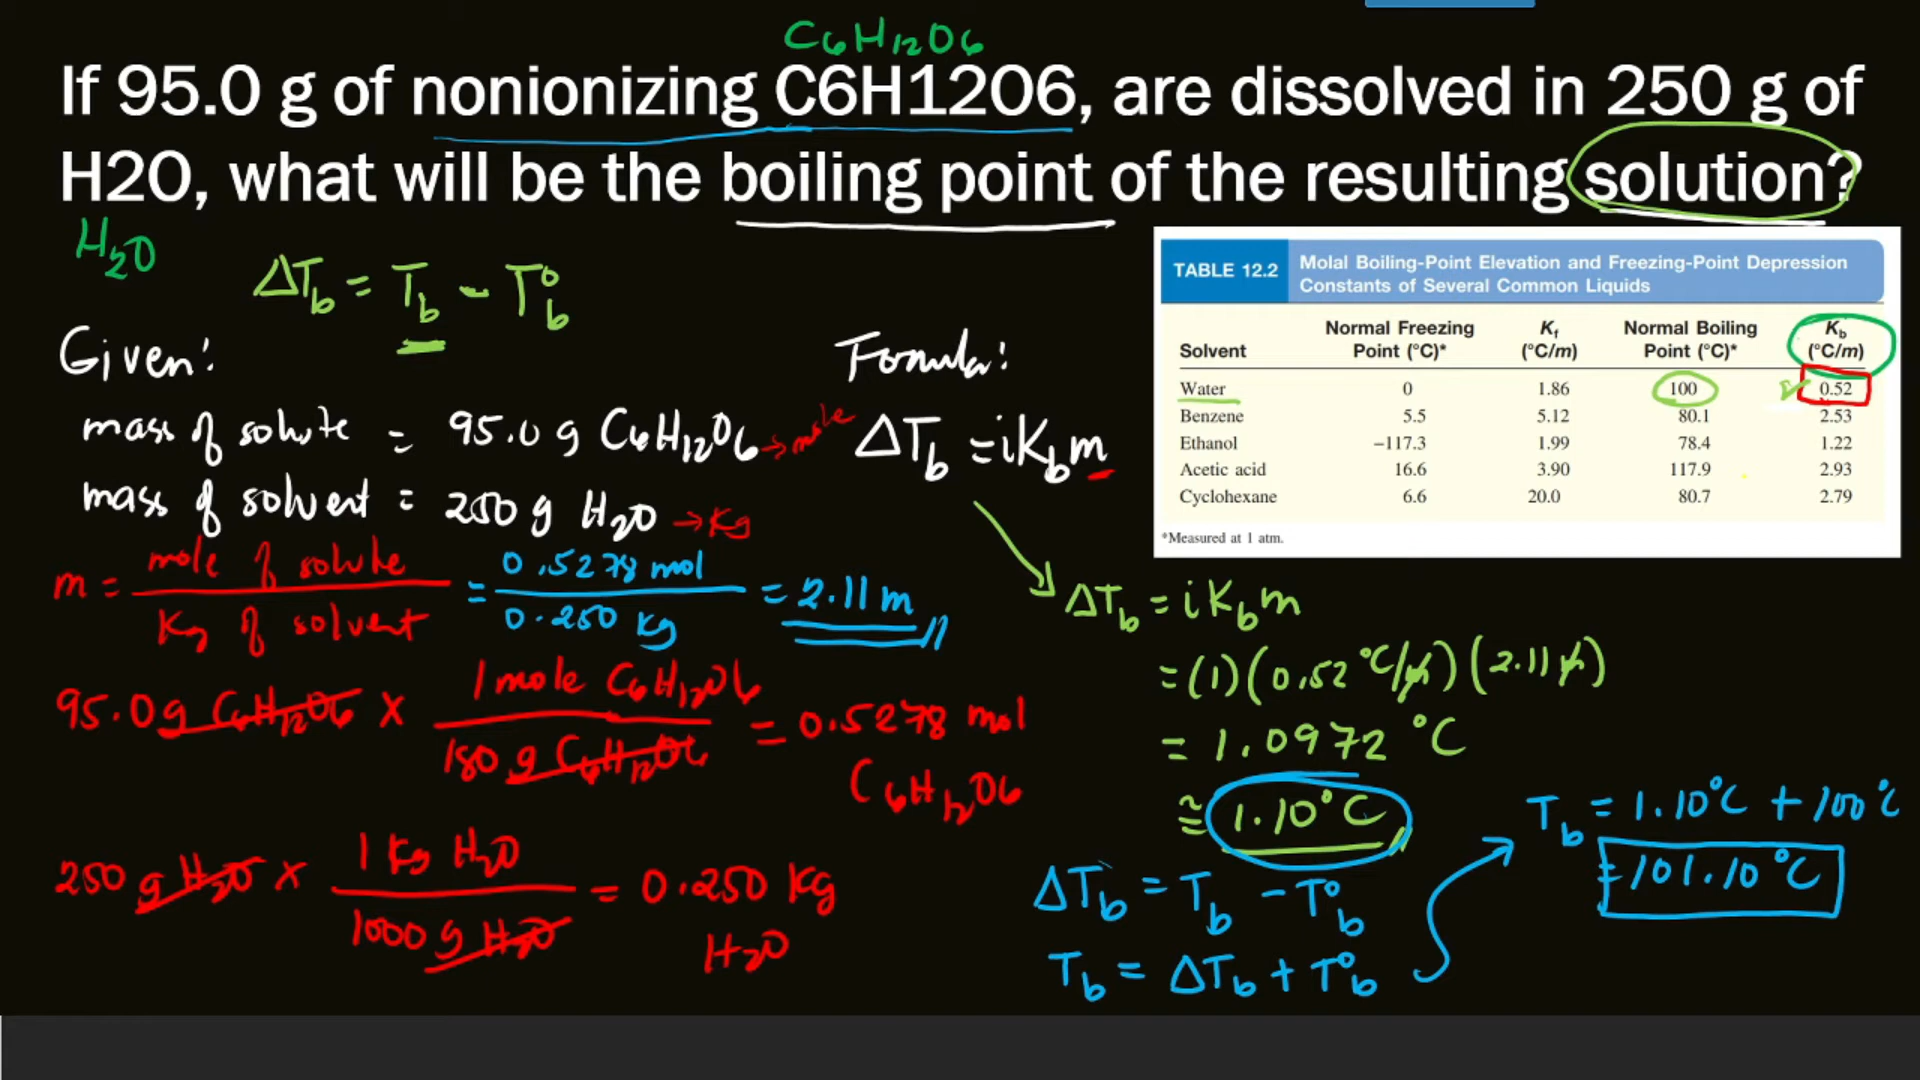 C6H12O6
If 95.0 g of nonionizing C6H12O6, are dissolved in 250 g of
H2O, what will be the boiling point of the resulting solution?
H2O
ΔTb = Tb - T°b
Given:
mass of solute = 95.0 g C6H12O6 → mole
mass of solvent = 250 g H2O → Kg
m = mole of solute / Kg of solvent = 0.5278 mol / 0.250 kg = 2.11 m
95.0 g C6H12O6 x 1 mole C6H12O6 / 180 g C6H12O6 = 0.5278 mol
C6H12O6
250 g H2O x 1 Kg H2O / 1000 g H2O = 0.250 Kg
H2O
Formula:
ΔTb = iKbm
TABLE 12.2 Molal Boiling-Point Elevation and Freezing-Point Depression
Constants of Several Common Liquids
Normal Freezing Kf Normal Boiling Kb
Solvent Point (°C)* (°C/m) Point (°C)* (°C/m)
Water 0 1.86 100 0.52
Benzene 5.5 5.12 80.1 2.53
Ethanol −117.3 1.99 78.4 1.22
Acetic acid 16.6 3.90 117.9 2.93
Cyclohexane 6.6 20.0 80.7 2.79
*Measured at 1 atm.
ΔTb = iKbm
= (1)(0.52 °C/m)(2.11 m)
= 1.0972 °C
≅ 1.10°C
ΔTb = Tb - T°b
Tb = ΔTb + T°b
Tb = 1.10°C + 100°C
= 101.10°C